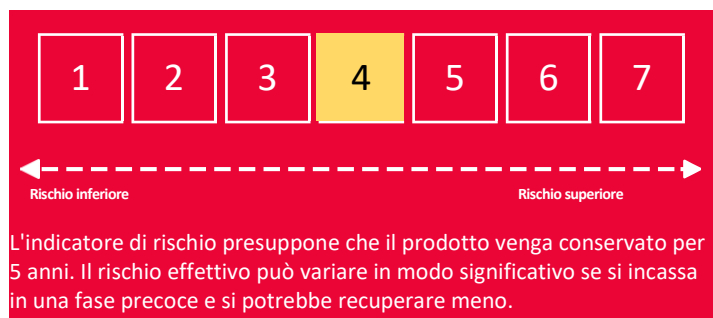 1 2 3 4 5 6 7
Rischio inferiore Rischio superiore
L'indicatore di rischio presuppone che il prodotto venga conservato per
5 anni. Il rischio effettivo può variare in modo significativo se si incassa
in una fase precoce e si potrebbe recuperare meno.